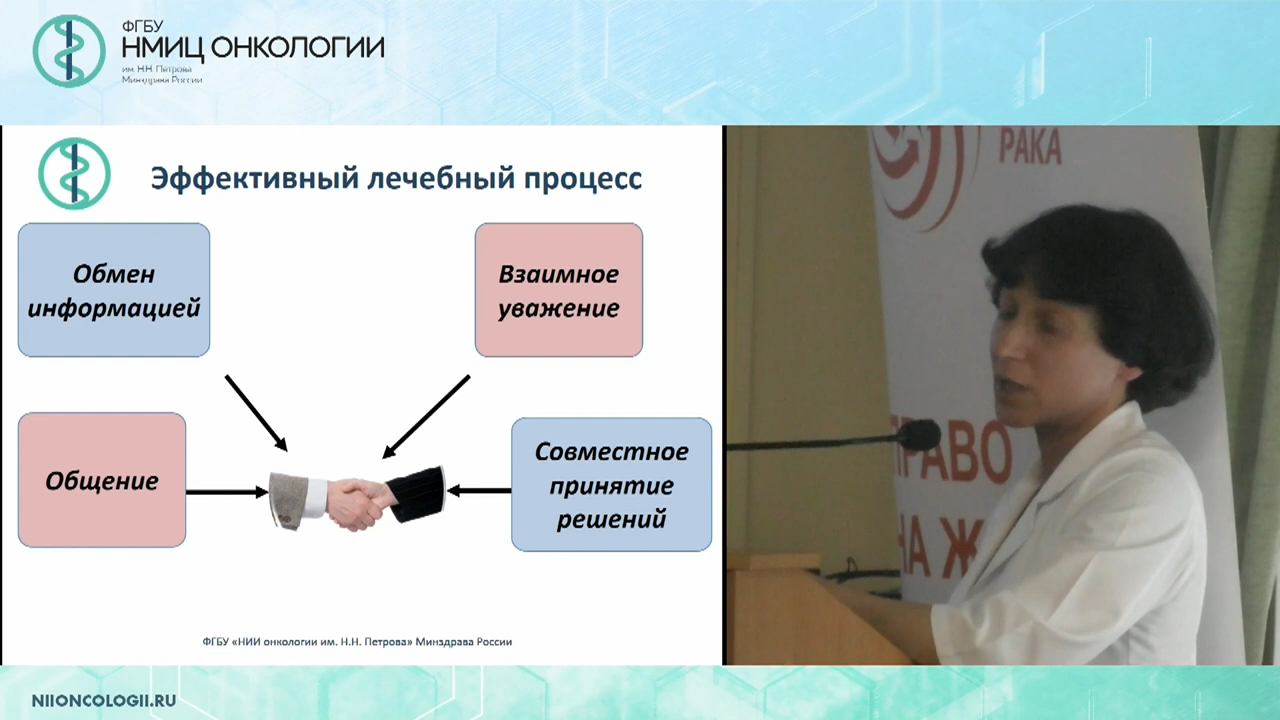 ФГБУ
НМИЦ ОНКОЛОГИИ
им. Н.Н. Петрова
Минздрава России
Эффективный лечебный процесс
Обмен
информацией
Взаимное
уважение
Общение
Совместное
принятие
решений
ФГБУ «НИИ онкологии им. Н.Н. Петрова» Минздрава России
РАКА
ПРАВО
НА Ж
NIIONCOLOGII.RU